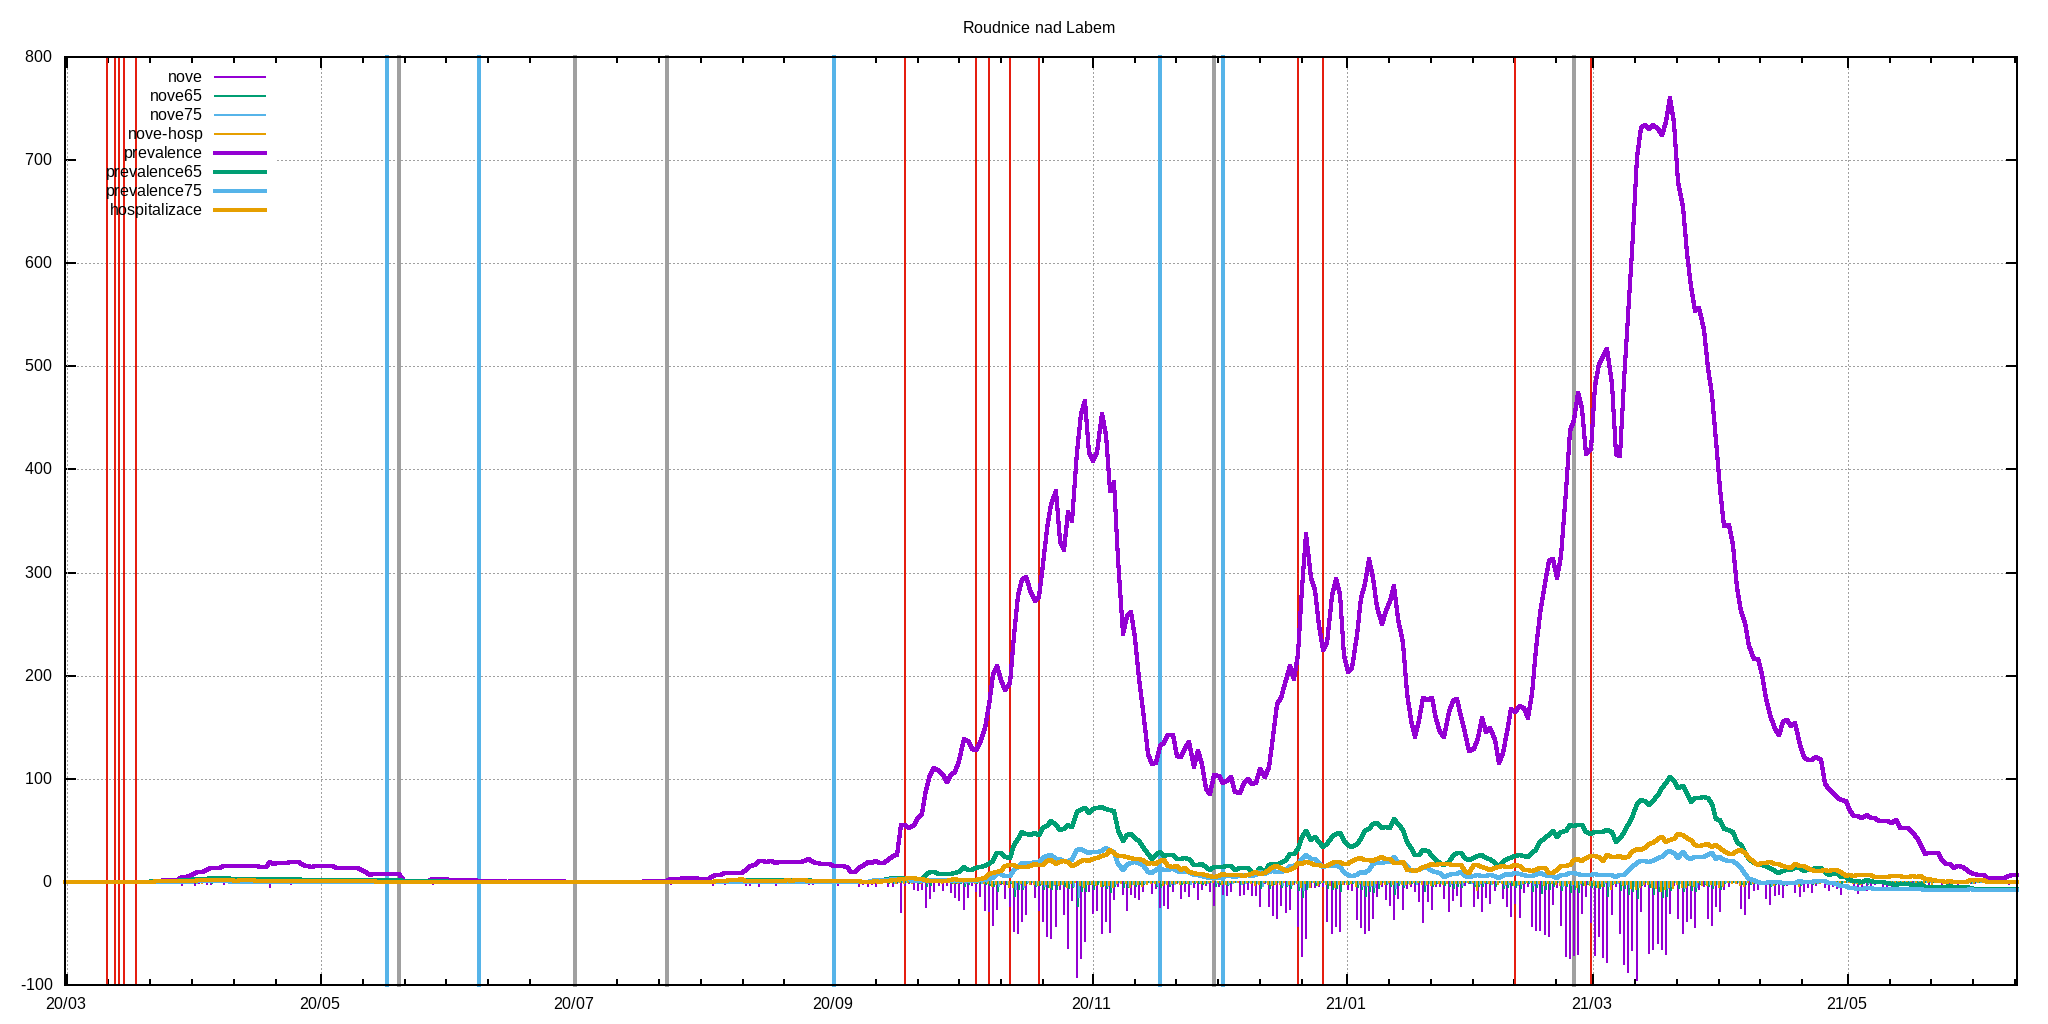 Roudnice nad Labem
800
700
600
500
400
300
200
100
0
-100
nove
nove65
nove75
nove-hosp
prevalence
prevalence65
prevalence75
hospitalizace
20/03 20/05 20/07 20/09 20/11 21/01 21/03 21/05